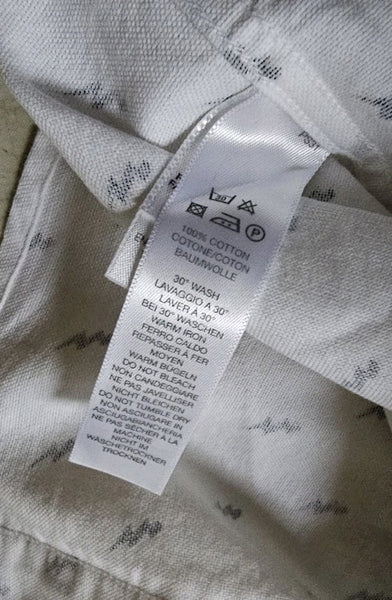 30
P
100% COTTON
COTONE/COTON
BAUMWOLLE
30° WASH
LAVAGGIO A 30°
LAVER À 30°
BEI 30° WASCHEN
WARM IRON
FERRO CALDO
REPASSER À FER
MOYEN
WARM BÜGELN
DO NOT BLEACH
NON CANDEGGIARE
NE PAS JAVELLISER
NICHT BLEICHEN
DO NOT TUMBLE DRY
NON ASCIUGARE IN
ASCIUGABIANCHERIA
NE PAS SÉCHER À LA
MACHINE
NICHT IM
WÄSCHETROCKNER
TROCKNEN